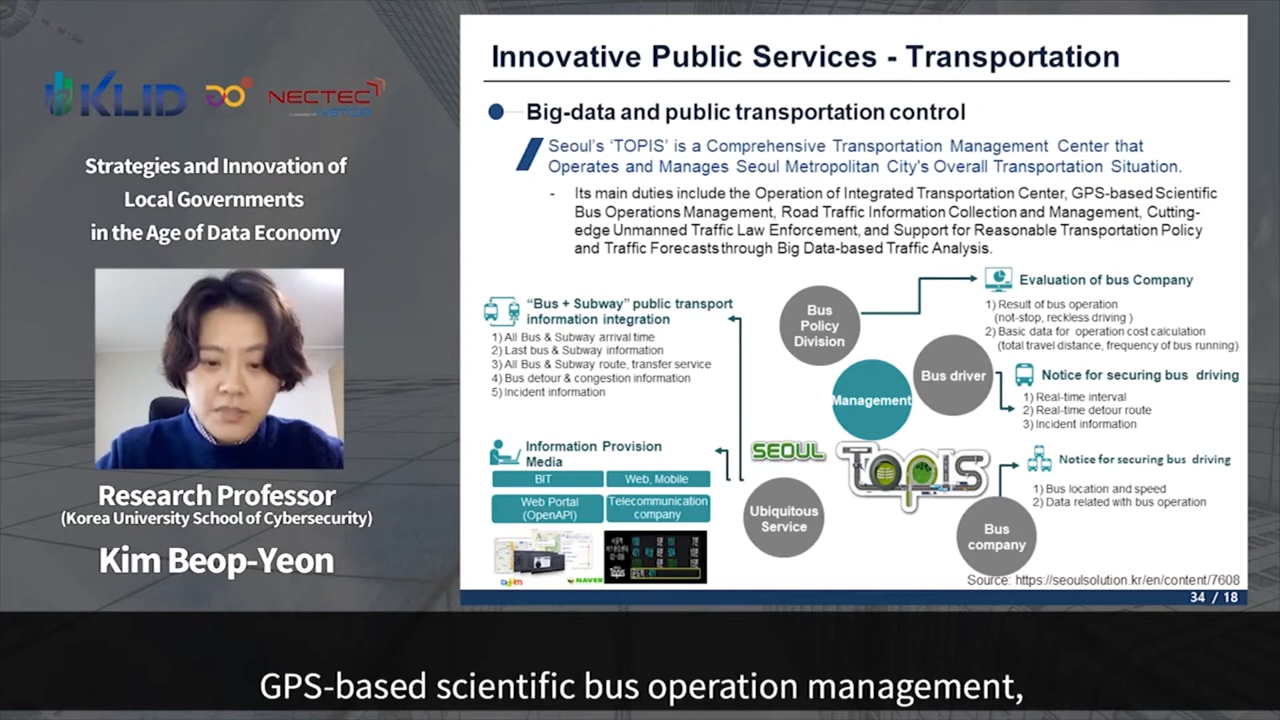 KLID
NECTEC
a member of NSTDA
Strategies and Innovation of
Local Governments
in the Age of Data Economy
Research Professor
(Korea University School of Cybersecurity)
Kim Beop-Yeon
Innovative Public Services - Transportation
Big-data and public transportation control
Seoul's 'TOPIS' is a Comprehensive Transportation Management Center that
Operates and Manages Seoul Metropolitan City's Overall Transportation Situation.
- Its main duties include the Operation of Integrated Transportation Center, GPS-based Scientific
Bus Operations Management, Road Traffic Information Collection and Management, Cutting-
edge Unmanned Traffic Law Enforcement, and Support for Reasonable Transportation Policy
and Traffic Forecasts through Big Data-based Traffic Analysis.
"Bus + Subway" public transport
information integration
1) All Bus & Subway arrival time
2) Last bus & Subway information
3) All Bus & Subway route, transfer service
4) Bus detour & congestion information
5) Incident information
Information Provision
Media
BIT
Web, Mobile
Web Portal
(OpenAPI)
Telecommunication
company
Daum
NAVER
Topis
Bus
Policy
Division
Management
Bus driver
SEOUL
TOPIS
Ubiquitous
Service
Bus
company
Evaluation of bus Company
1) Result of bus operation
(not-stop, reckless driving )
2) Basic data for operation cost calculation
(total travel distance, frequency of bus running)
Notice for securing bus driving
1) Real-time interval
2) Real-time detour route
3) Incident information
Notice for securing bus driving
1) Bus location and speed
2) Data related with bus operation
Source: https://seoulsolution.kr/en/content/7608
34 / 18
GPS-based scientific bus operation management,